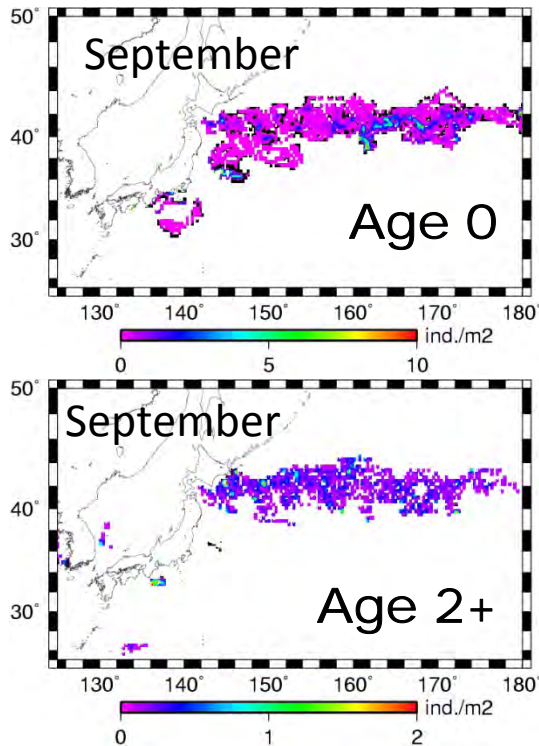 50˚
September
40˚
30˚
Age 0
130˚ 140˚ 150˚ 160˚ 170˚ 180˚
ind./m2
0 5 10
50˚
September
40˚
30˚
Age 2+
130˚ 140˚ 150˚ 160˚ 170˚ 180˚
ind./m2
0 1 2